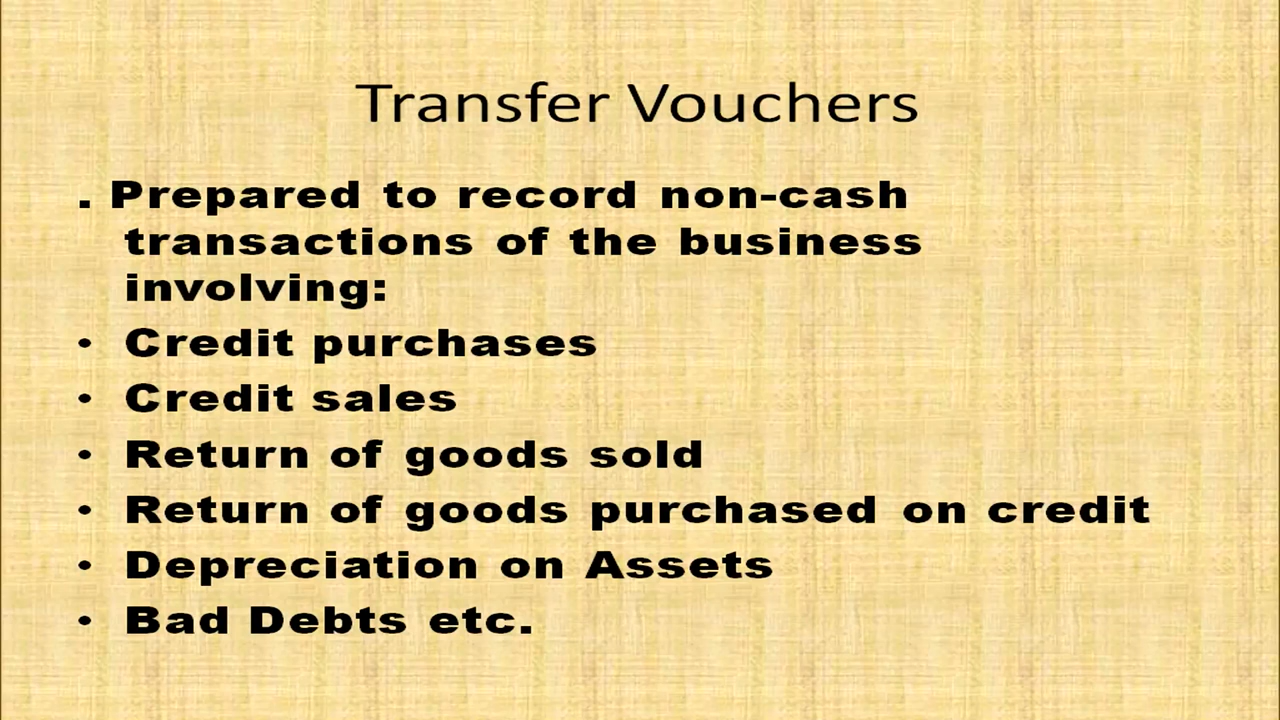 Transfer Vouchers
. Prepared to record non-cash
transactions of the business
involving:
• Credit purchases
• Credit sales
• Return of goods sold
• Return of goods purchased on credit
• Depreciation on Assets
• Bad Debts etc.